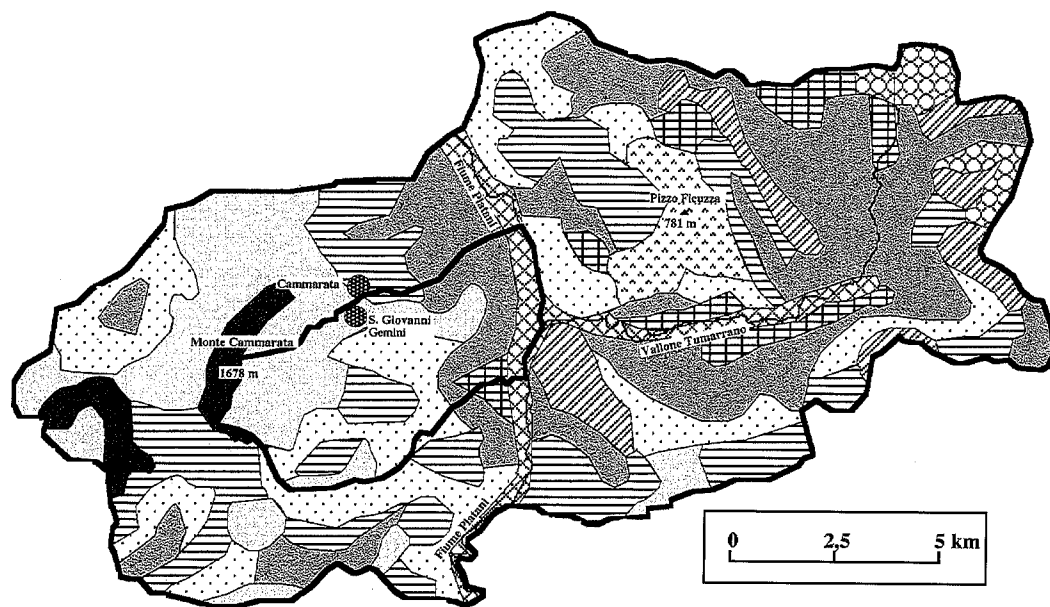 Fiume Platani
Pizzo Ficuzza
781 m
Cammarata
S. Giovanni
Gemini
Monte Cammarata
1678 m
Vallone Tumarrano
Fiume Platani
0 2,5 5 km